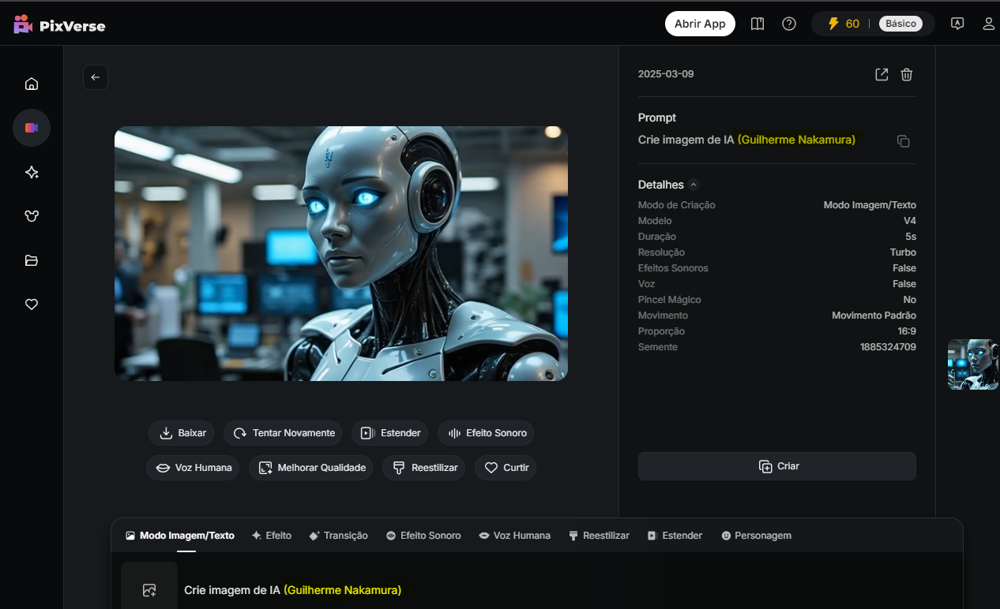 PixVerse
Abrir App
60 | Básico
2025-03-09
Prompt
Crie imagem de IA (Guilherme Nakamura)
Detalhes
Modo de Criação Modo Imagem/Texto
Modelo V4
Duração 5s
Resolução Turbo
Efeitos Sonoros False
Voz False
Pincel Mágico No
Movimento Movimento Padrão
Proporção 16:9
Semente 1885324709
Baixar Tentar Novamente Estender Efeito Sonoro
Voz Humana Melhorar Qualidade Reestilizar Curtir
Criar
Modo Imagem/Texto Efeito Transição Efeito Sonoro Voz Humana Reestilizar Estender Personagem
Crie imagem de IA (Guilherme Nakamura)